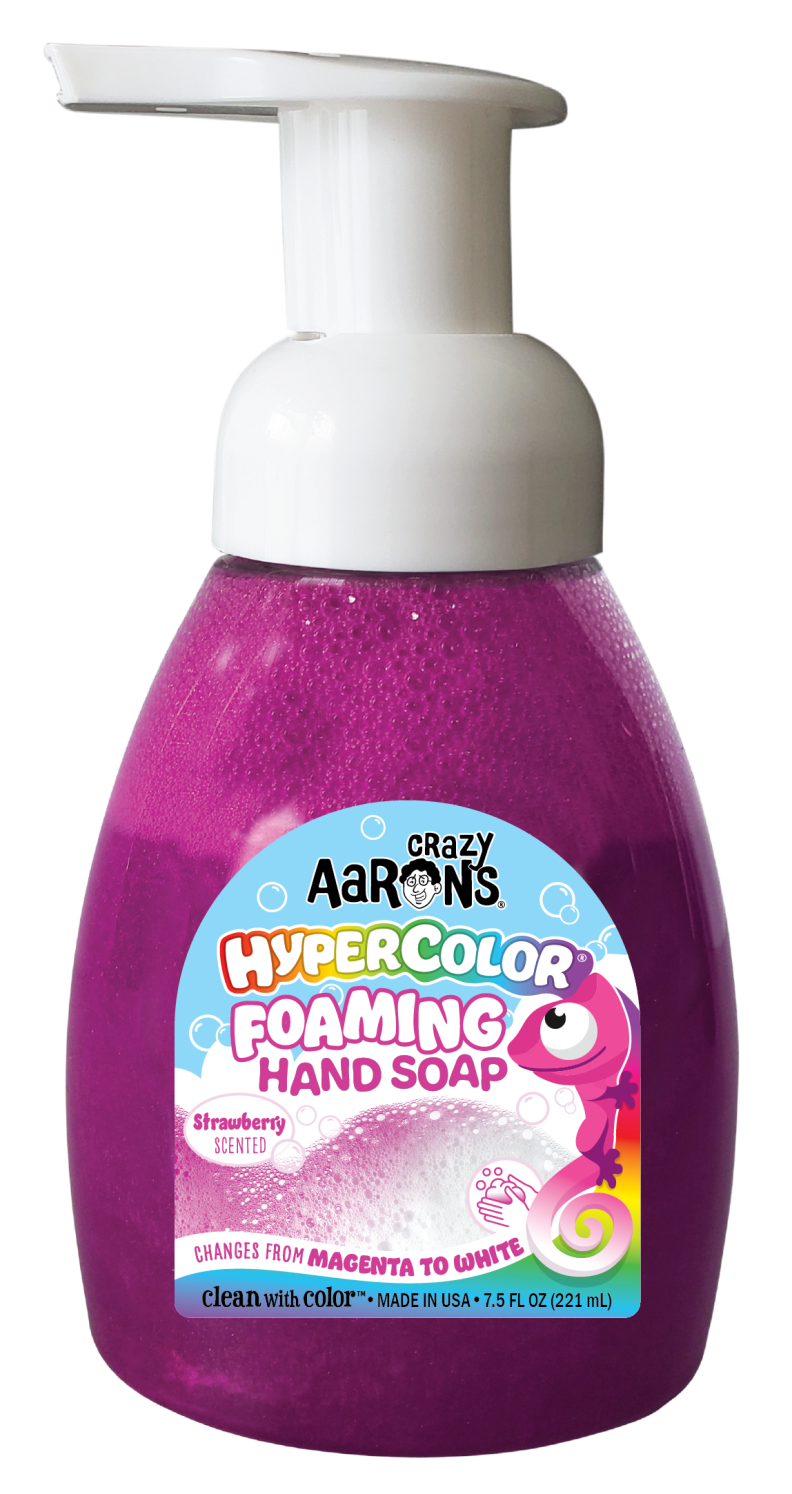 crazy
AaRoNs®
HYPERCOLOR®
FOAMING
HAND SOAP
Strawberry
SCENTED
CHANGES FROM MAGENTA TO WHITE
clean with color™ • MADE IN USA • 7.5 FL OZ (221 mL)